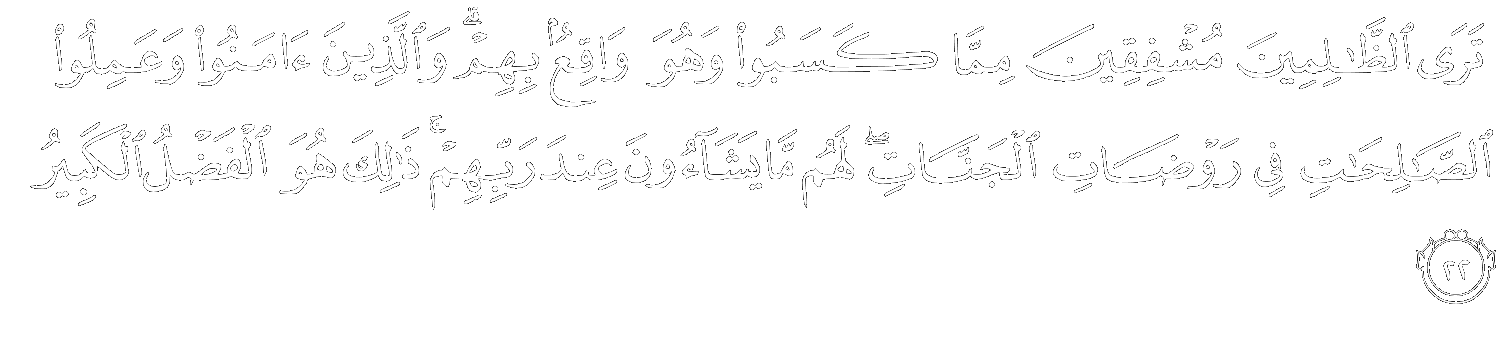 تَرَى ٱلظَّـٰلِمِينَ مُشْفِقِينَ مِمَّا كَسَبُوا۟ وَهُوَ وَاقِعٌۢ بِهِمْ ۗ وَٱلَّذِينَ ءَامَنُوا۟ وَعَمِلُوا۟
ٱلصَّـٰلِحَـٰتِ فِى رَوْضَاتِ ٱلْجَنَّاتِ ۖ لَهُم مَّا يَشَآءُونَ عِندَ رَبِّهِمْ ۚ ذَٰلِكَ هُوَ ٱلْفَضْلُ ٱلْكَبِيرُ
٢٢